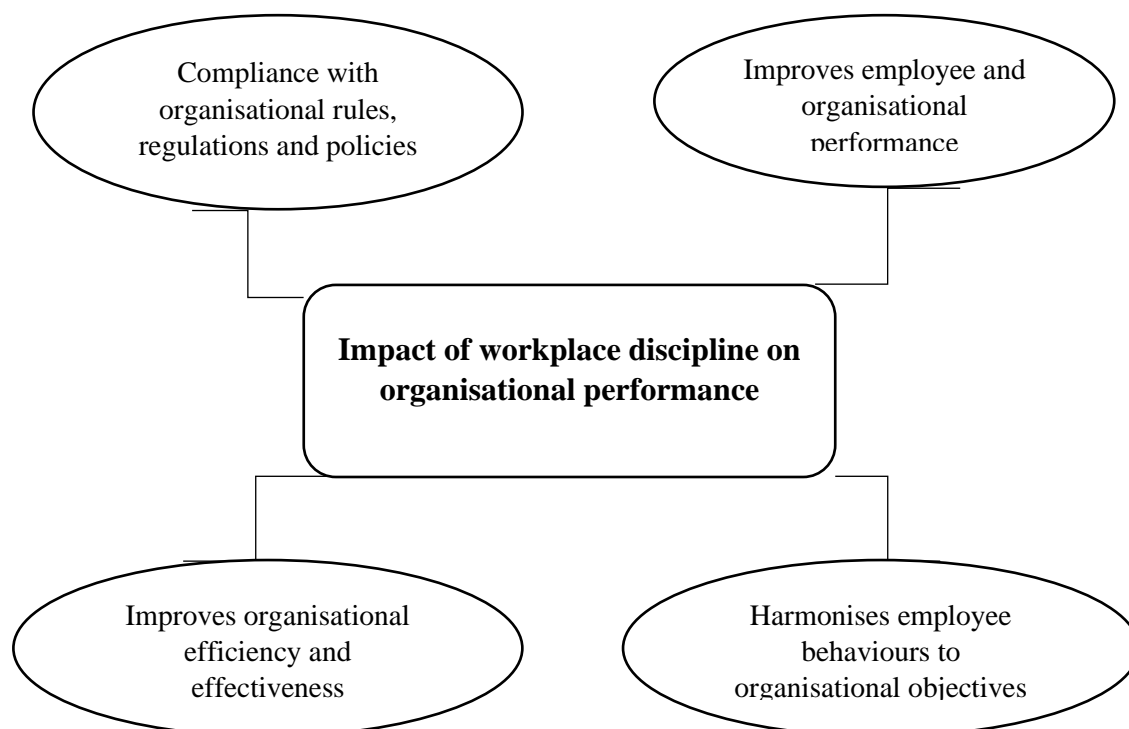 Compliance with
organisational rules,
regulations and policies
Improves employee and
organisational
performance
Impact of workplace discipline on
organisational performance
Improves organisational
efficiency and
effectiveness
Harmonises employee
behaviours to
organisational objectives